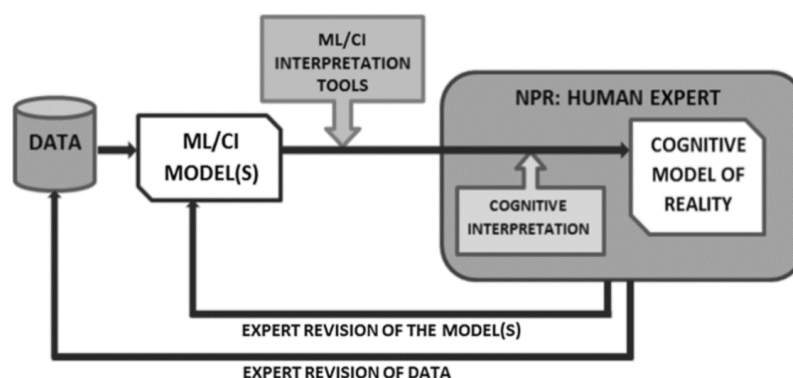 ML/CI
INTERPRETATION
TOOLS
NPR: HUMAN EXPERT
DATA
ML/CI
MODEL(S)
COGNITIVE
MODEL OF
REALITY
COGNITIVE
INTERPRETATION
EXPERT REVISION OF THE MODEL(S)
EXPERT REVISION OF DATA